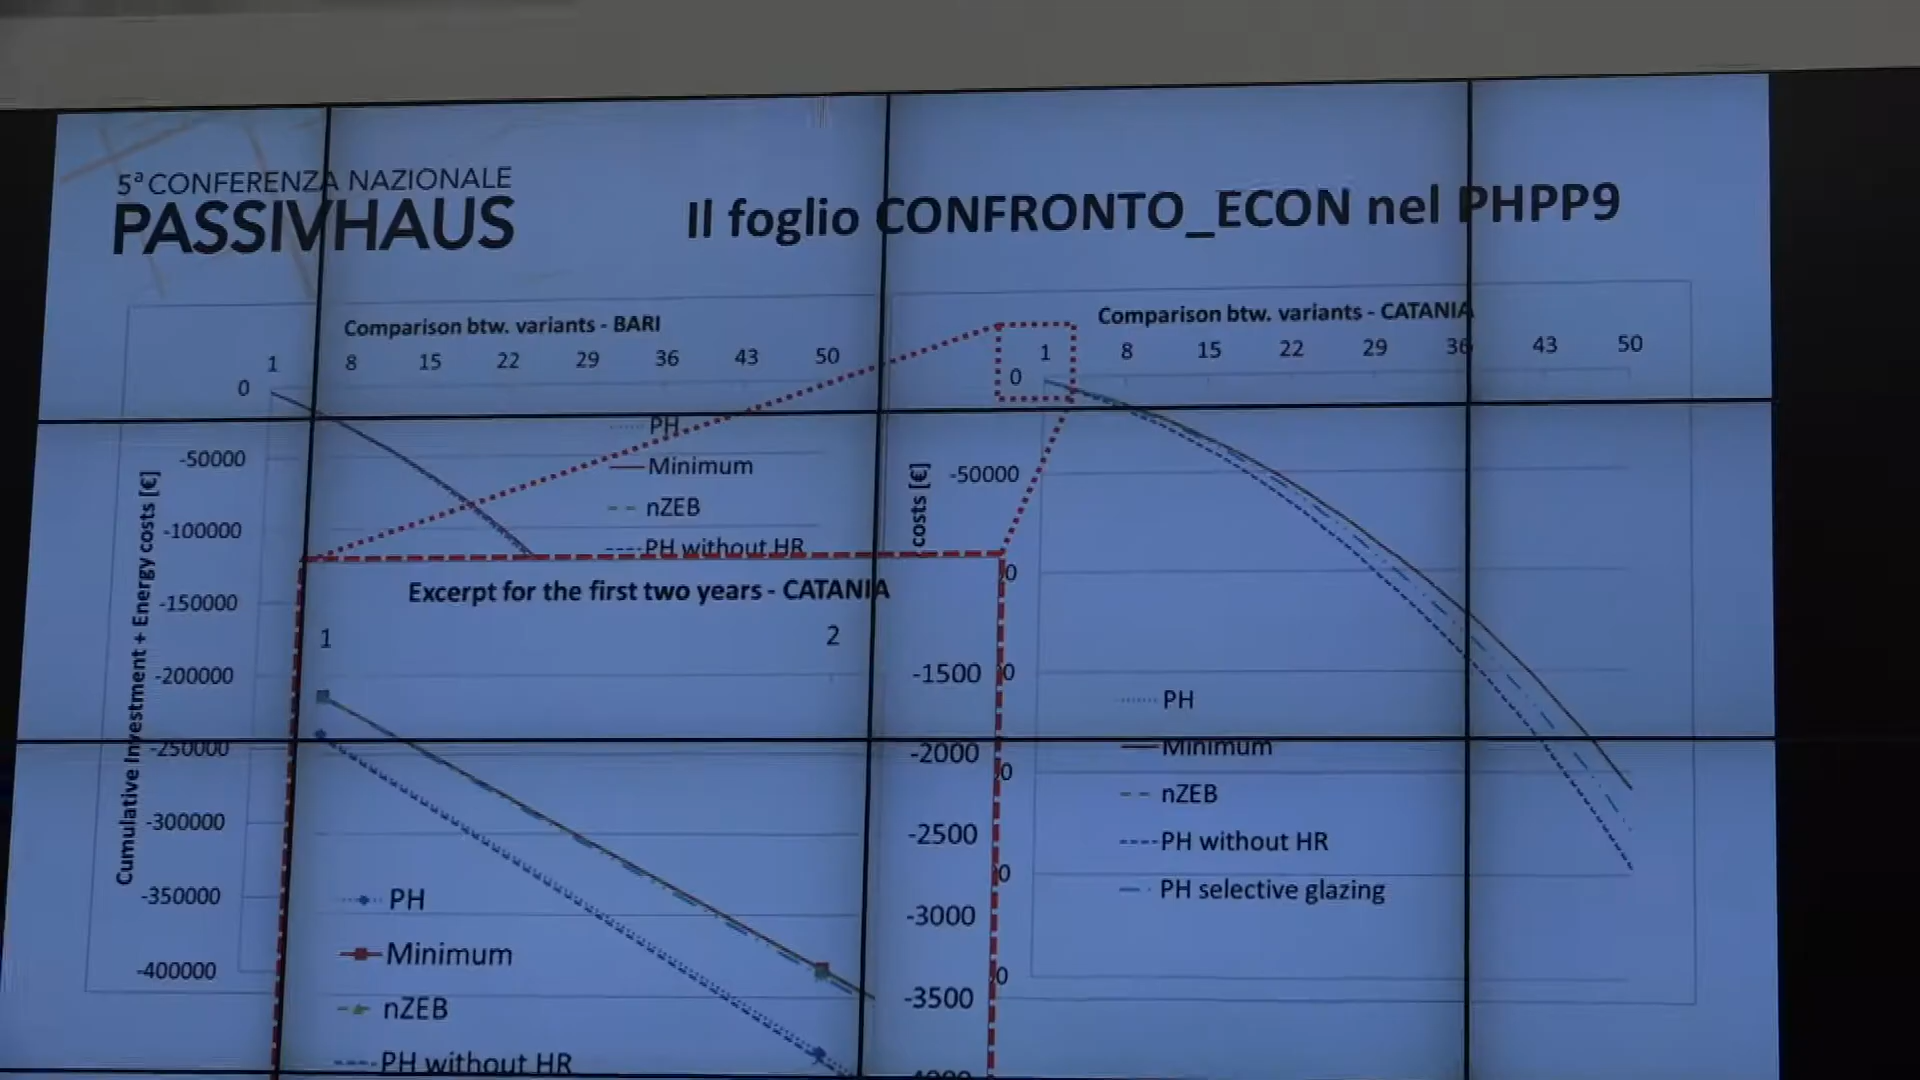 5ª CONFERENZA NAZIONALE
PASSIVHAUS
Il foglio CONFRONTO_ECON nel PHPP9
Comparison btw. variants - BARI
1 8 15 22 29 36 43 50
0
-50000
-100000
-150000
-200000
-250000
-300000
-350000
-400000
Cumulative Investment + Energy costs [€]
PH
Minimum
nZEB
PH without HR
Comparison btw. variants - CATANIA
1 8 15 22 29 36 43 50
0
-50000
costs [€]
0
0
0
0
0
PH
Minimum
nZEB
PH without HR
PH selective glazing
Excerpt for the first two years - CATANIA
1 2
-1500
-2000
-2500
-3000
-3500
-4000
PH
Minimum
nZEB
PH without HR